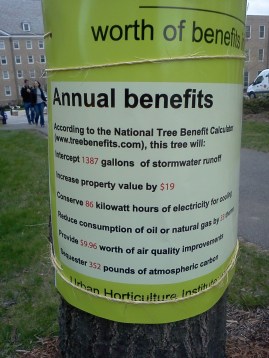 worth of benefits
Annual benefits
According to the National Tree Benefit Calculator
(www.treebenefits.com), this tree will:
Intercept 1387 gallons of stormwater runoff
Increase property value by $19
Conserve 86 kilowatt hours of electricity for cooling
Reduce consumption of oil or natural gas by
Provide $9.96 worth of air quality improvements
Sequester 352 pounds of atmospheric carbon
Urban Horticulture Institute